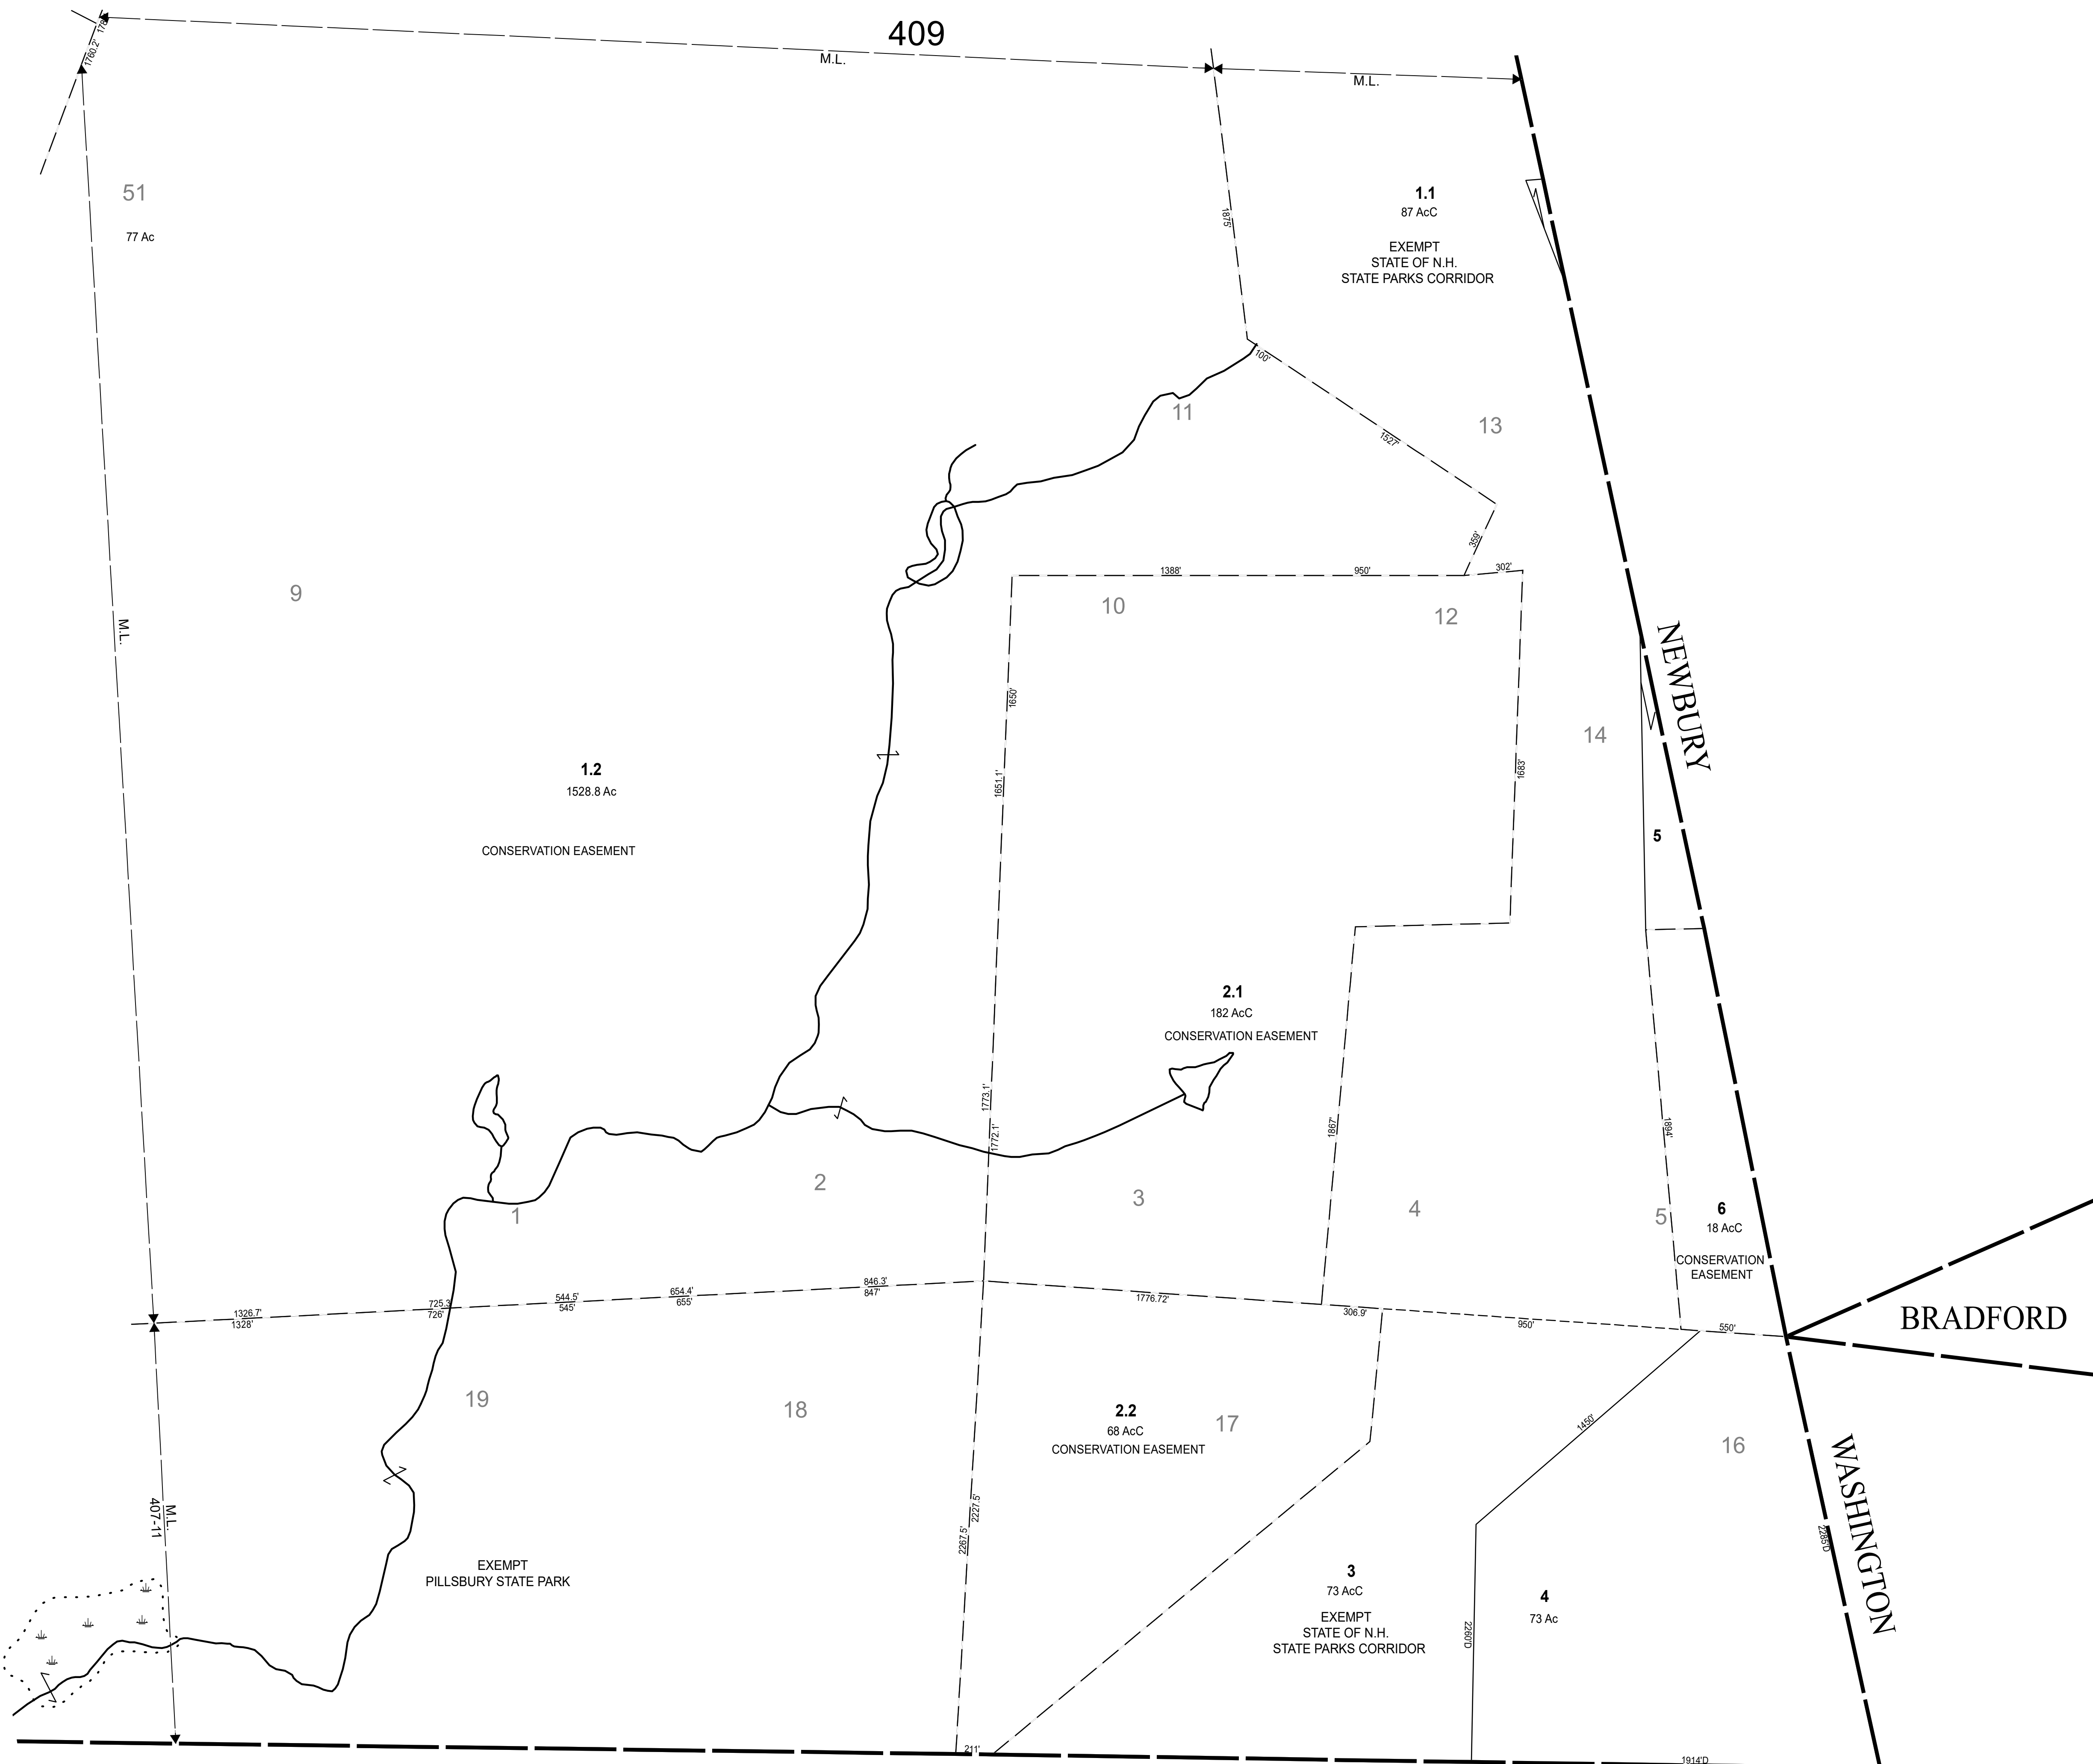 409
M.L.
M.L.
1760.2'
178
51
77 Ac
1.1
87 AcC
EXEMPT
STATE OF N.H.
STATE PARKS CORRIDOR
1875'
100'
11
13
1527'
359'
1388'
950'
302'
9
10
12
M.L.
NEWBURY
1650'
14
1683'
1.2
1528.8 Ac
1651.1'
5
CONSERVATION EASEMENT
2.1
182 AcC
CONSERVATION EASEMENT
1773.1'
1772.1'
1867'
1894'
2
3
4
5
6
18 AcC
1
CONSERVATION
EASEMENT
846.3'
847'
654.4'
655'
544.5'
545'
725.3
726'
1326.7'
1328'
1776.72'
306.9'
950'
550'
BRADFORD
19
18
2.2
68 AcC
CONSERVATION EASEMENT
17
1450'
16
WASHINGTON
M.L.
407-11
2227.5'
2267.5'
2285'D
EXEMPT
PILLSBURY STATE PARK
3
73 AcC
EXEMPT
STATE OF N.H.
STATE PARKS CORRIDOR
4
73 Ac
2260'D
211'
1914'D